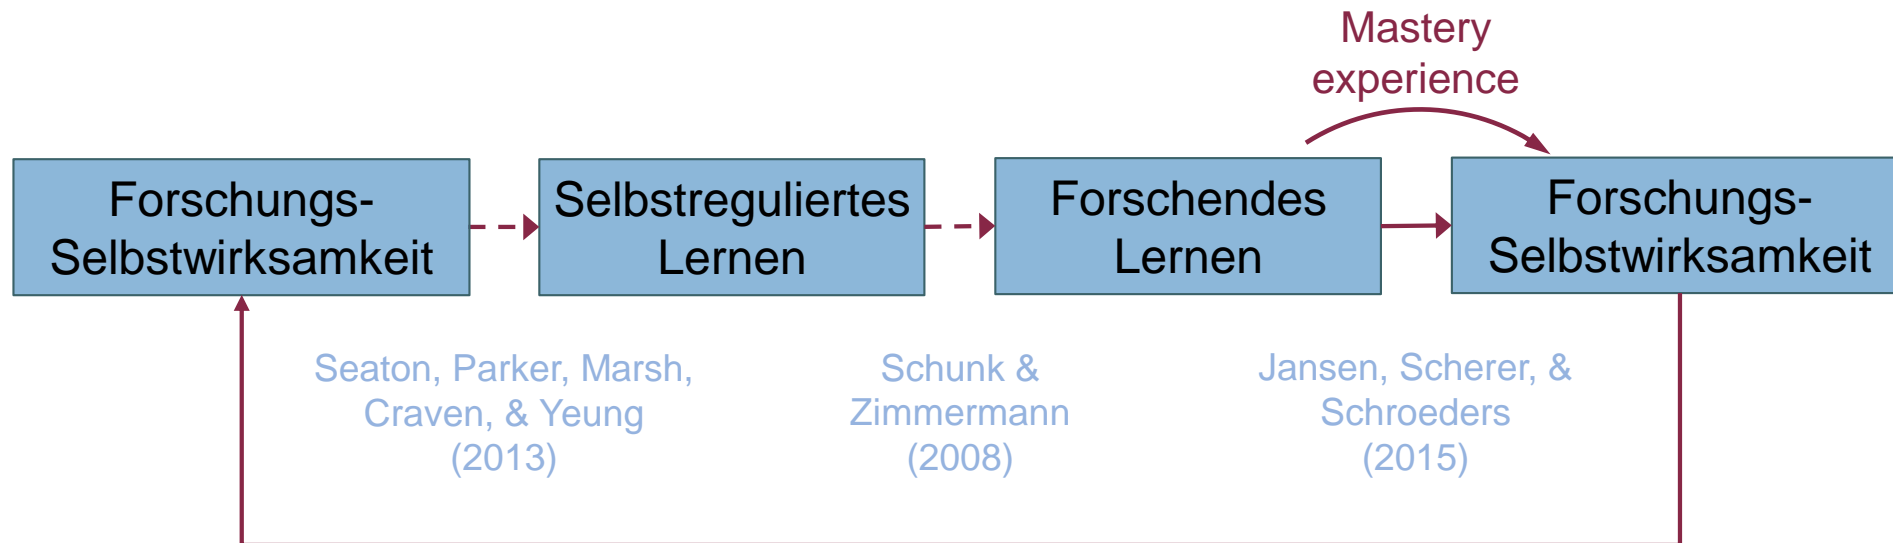 Mastery
experience
Forschungs-
Selbstwirksamkeit
Selbstreguliertes
Lernen
Forschendes
Lernen
Forschungs-
Selbstwirksamkeit
Seaton, Parker, Marsh,
Craven, & Yeung
(2013)
Schunk &
Zimmermann
(2008)
Jansen, Scherer, &
Schroeders
(2015)